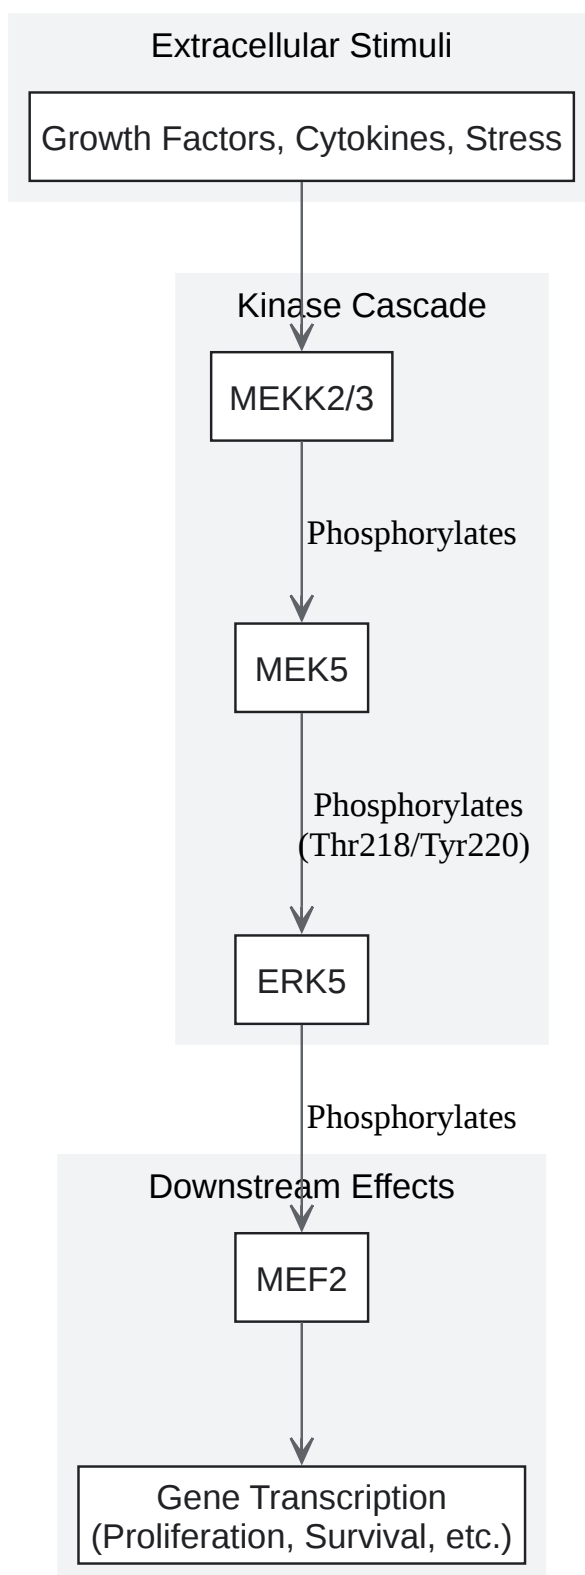 Extracellular Stimuli
Growth Factors, Cytokines, Stress
Kinase Cascade
MEKK2/3
Phosphorylates
MEK5
Phosphorylates
(Thr218/Tyr220)
ERK5
Phosphorylates
Downstream Effects
MEF2
Gene Transcription
(Proliferation, Survival, etc.)